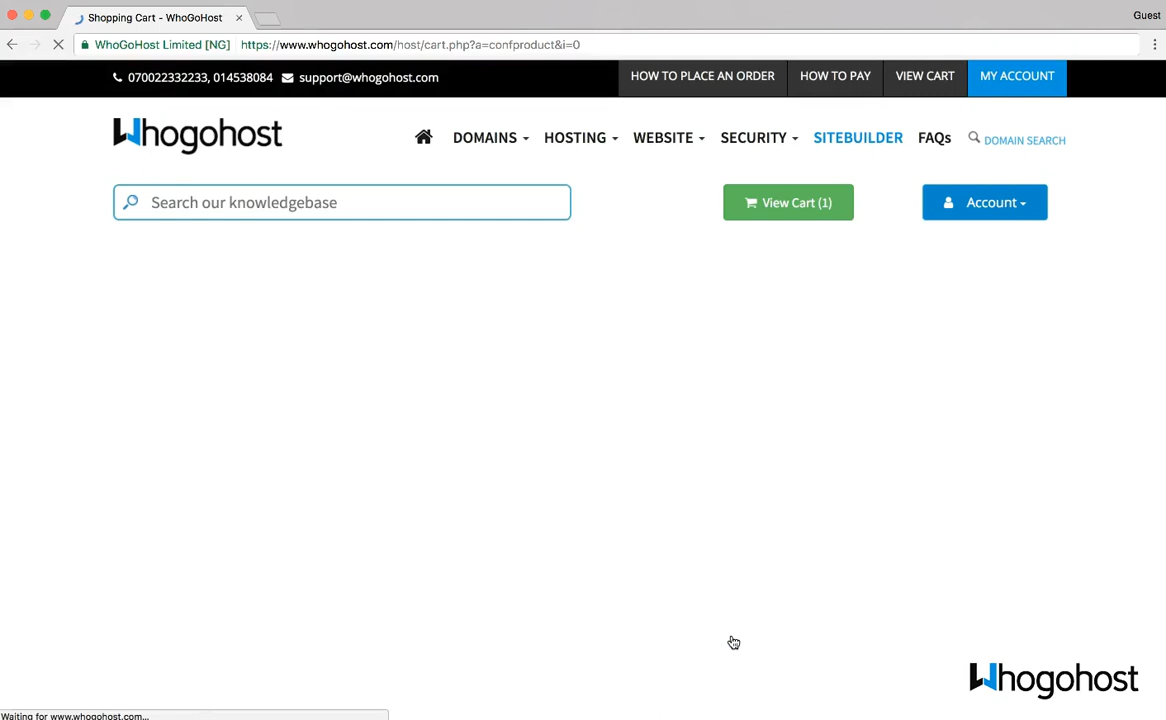 Shopping Cart - WhoGoHost
Guest
WhoGoHost Limited [NG] https://www.whogohost.com/host/cart.php?a=confproduct&i=0
070022332233, 014538084 support@whogohost.com HOW TO PLACE AN ORDER HOW TO PAY VIEW CART MY ACCOUNT
Whogohost DOMAINS HOSTING WEBSITE SECURITY SITEBUILDER FAQs DOMAIN SEARCH
Search our knowledgebase View Cart (1) Account
Whogohost
Waiting for www.whogohost.com...